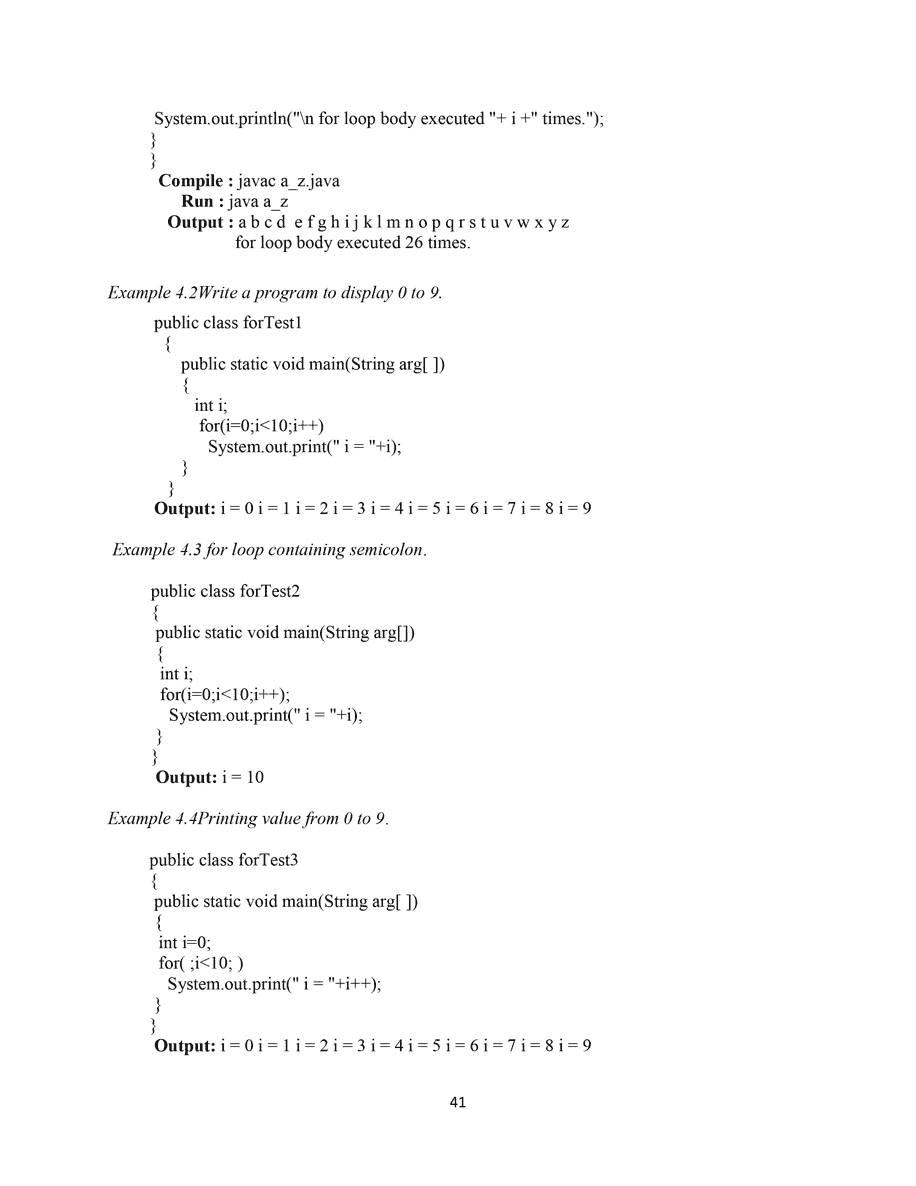 System.out.println("\n for loop body executed "+ i +" times.");
}
}
Compile : javac a_z.java
Run : java a_z
Output : a b c d  e f g h i j k l m n o p q r s t u v w x y z
for loop body executed 26 times.
Example 4.2Write a program to display 0 to 9.
public class forTest1
{
public static void main(String arg[ ])
{
int i;
for(i=0;i<10;i++)
System.out.print(" i = "+i);
}
}
Output: i = 0 i = 1 i = 2 i = 3 i = 4 i = 5 i = 6 i = 7 i = 8 i = 9
Example 4.3 for loop containing semicolon.
public class forTest2
{
public static void main(String arg[])
{
int i;
for(i=0;i<10;i++);
System.out.print(" i = "+i);
}
}
Output: i = 10
Example 4.4Printing value from 0 to 9.
public class forTest3
{
public static void main(String arg[ ])
{
int i=0;
for( ;i<10; )
System.out.print(" i = "+i++);
}
}
Output: i = 0 i = 1 i = 2 i = 3 i = 4 i = 5 i = 6 i = 7 i = 8 i = 9
41